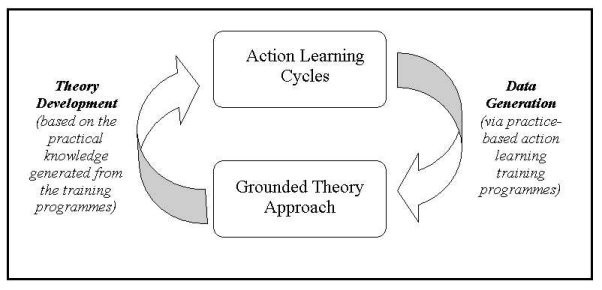 Action Learning
Cycles
Theory
Development
(based on the
practical
knowledge
generated from
the training
programmes)
Data
Generation
(via practice-
based action
learning
training
programmes)
Grounded Theory
Approach